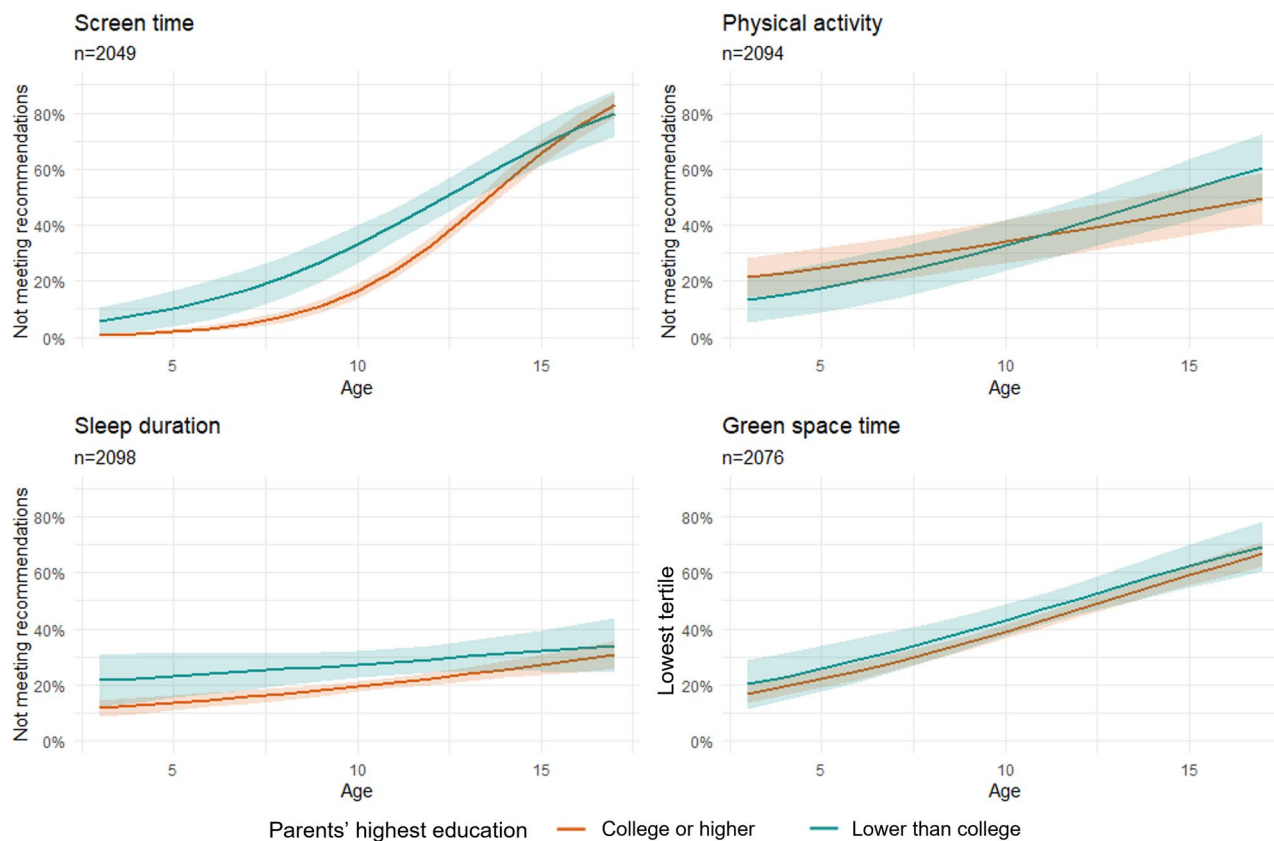 Screen time
n=2049
Not meeting recommendations
80%
60%
40%
20%
0%
5
10
15
Age
Physical activity
n=2094
Not meeting recommendations
80%
60%
40%
20%
0%
5
10
15
Age
Sleep duration
n=2098
Not meeting recommendations
80%
60%
40%
20%
0%
5
10
15
Age
Green space time
n=2076
Lowest tertile
80%
60%
40%
20%
0%
5
10
15
Age
Parents’ highest education College or higher Lower than college